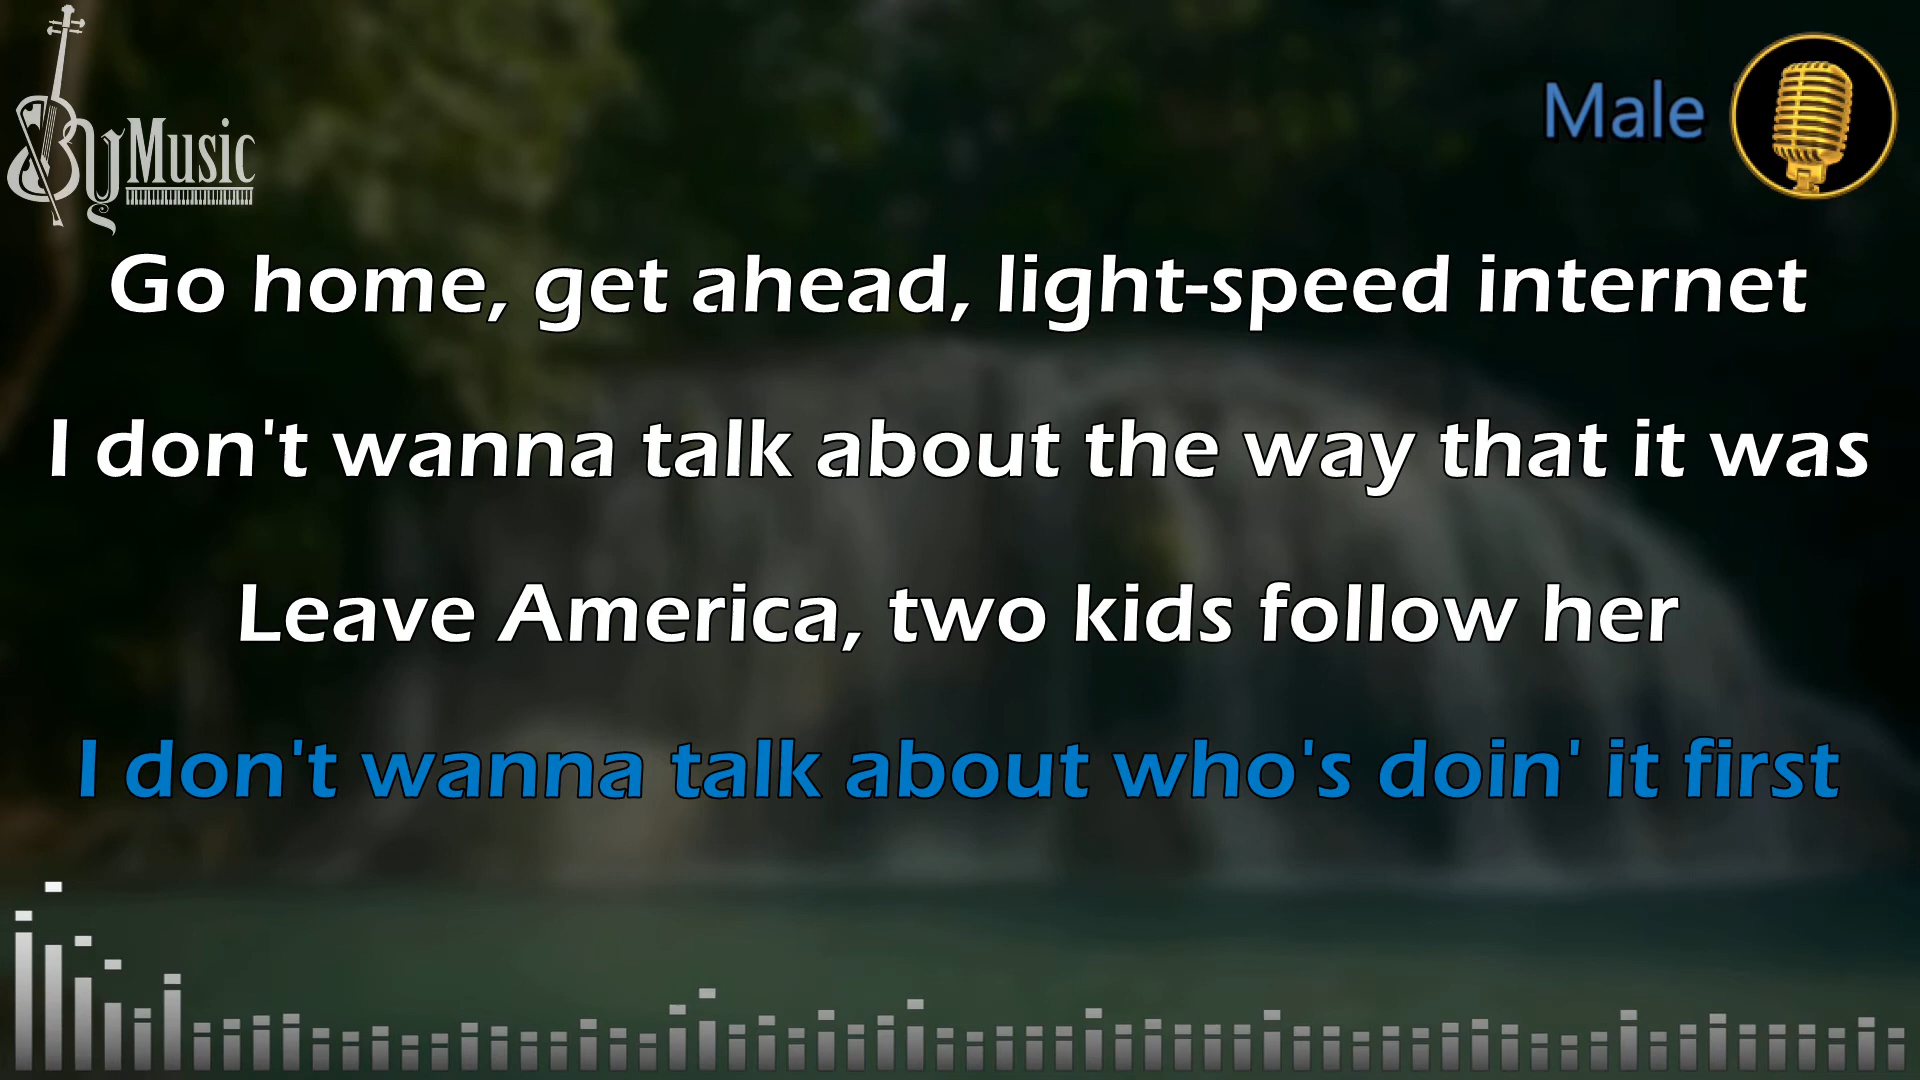 ByMusic
Male
Go home, get ahead, light-speed internet
I don't wanna talk about the way that it was
Leave America, two kids follow her
I don't wanna talk about who's doin' it first